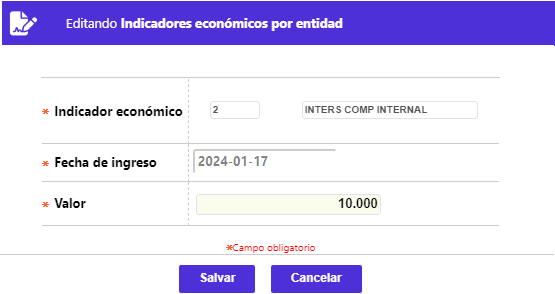 Editando Indicadores económicos por entidad
* Indicador económico 2 INTERS COMP INTERNAL
* Fecha de ingreso 2024-01-17
* Valor 10.000
*Campo obligatorio
Salvar Cancelar